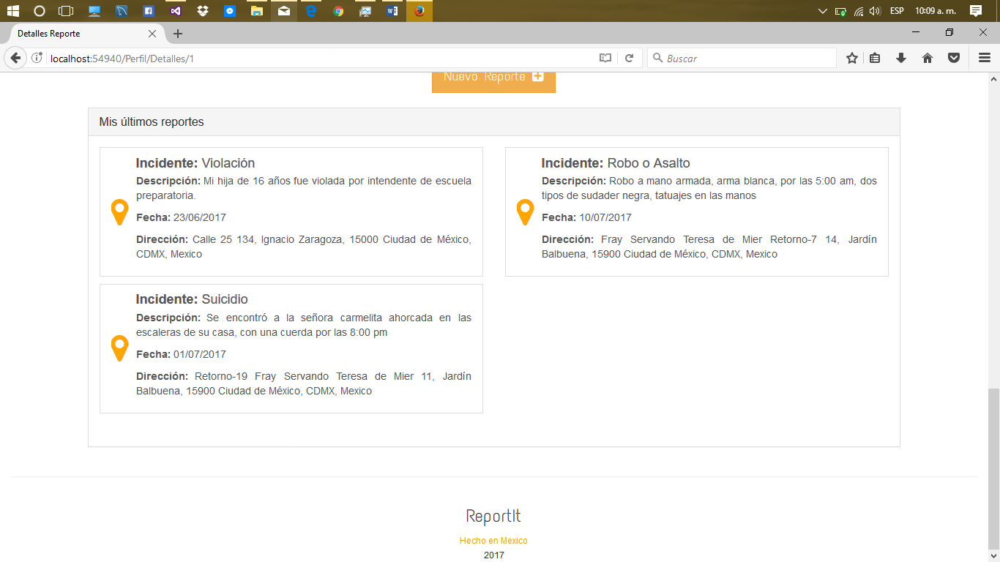 ESP
10:09 a. m.
Detalles Reporte
localhost:54940/Perfil/Detalles/1
Buscar
Nuevo Reporte
Mis últimos reportes
Incidente: Violación
Descripción: Mi hija de 16 años fue violada por intendente de escuela
preparatoria.
Fecha: 23/06/2017
Dirección: Calle 25 134, Ignacio Zaragoza, 15000 Ciudad de México,
CDMX, Mexico
Incidente: Robo o Asalto
Descripción: Robo a mano armada, arma blanca, por las 5:00 am, dos
tipos de sudader negra, tatuajes en las manos
Fecha: 10/07/2017
Dirección: Fray Servando Teresa de Mier Retorno-7 14, Jardín
Balbuena, 15900 Ciudad de México, CDMX, Mexico
Incidente: Suicidio
Descripción: Se encontró a la señora carmelita ahorcada en las
escaleras de su casa, con una cuerda por las 8:00 pm
Fecha: 01/07/2017
Dirección: Retorno-19 Fray Servando Teresa de Mier 11, Jardín
Balbuena, 15900 Ciudad de México, CDMX, Mexico
ReportIt
Hecho en Mexico
2017